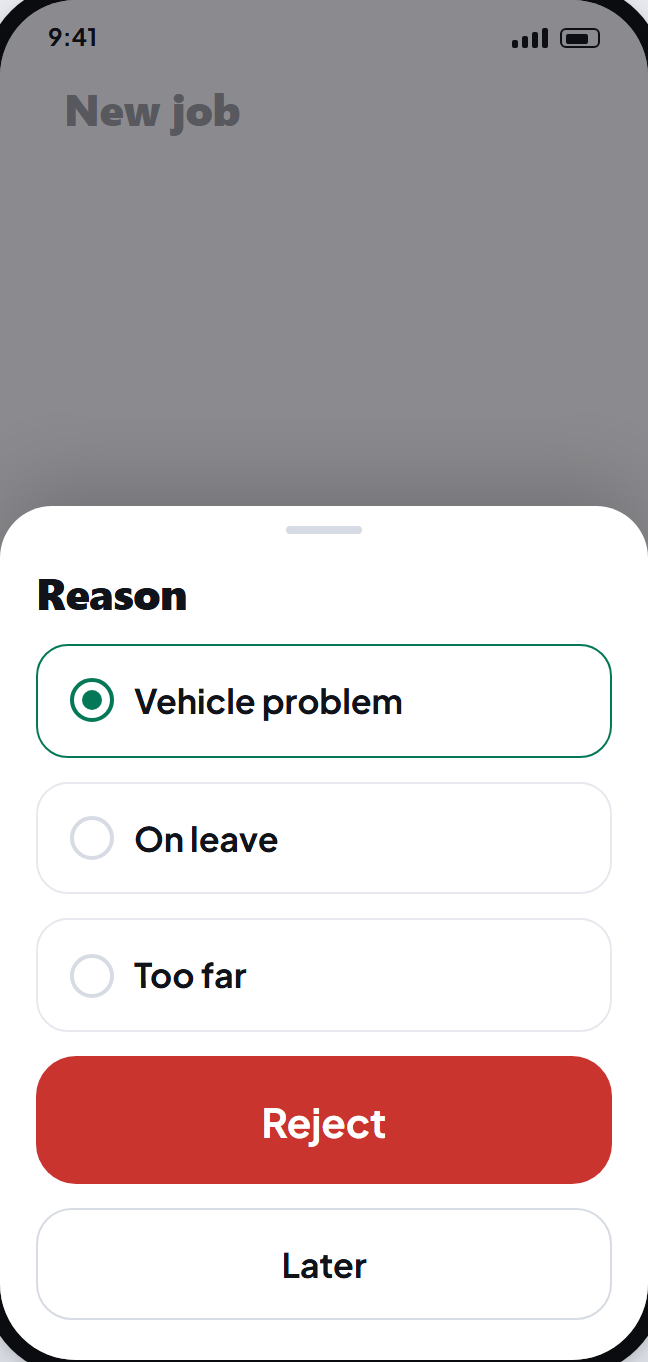 9:41
New job
Reason
Vehicle problem
On leave
Too far
Reject
Later